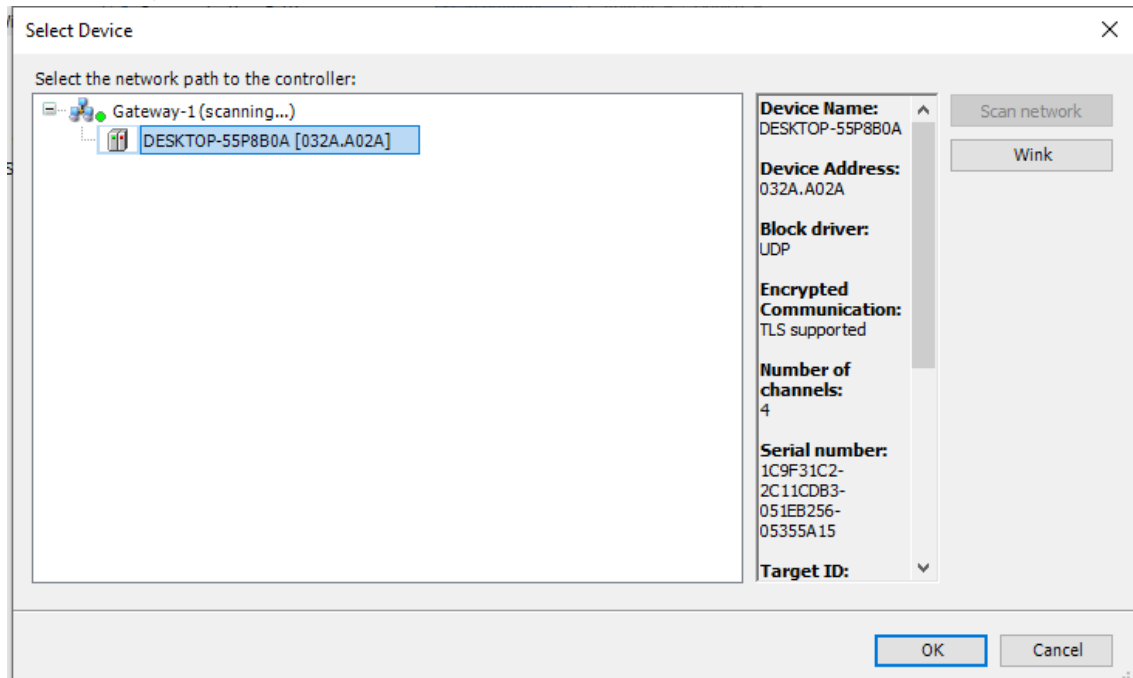 Select Device
Select the network path to the controller:
Gateway-1 (scanning...)
DESKTOP-55P8B0A [032A.A02A]
Device Name:
DESKTOP-55P8B0A
Device Address:
032A.A02A
Block driver:
UDP
Encrypted
Communication:
TLS supported
Number of
channels:
4
Serial number:
1C9F31C2-
2C11CDB3-
051EB256-
05355A15
Target ID:
Scan network
Wink
OK
Cancel